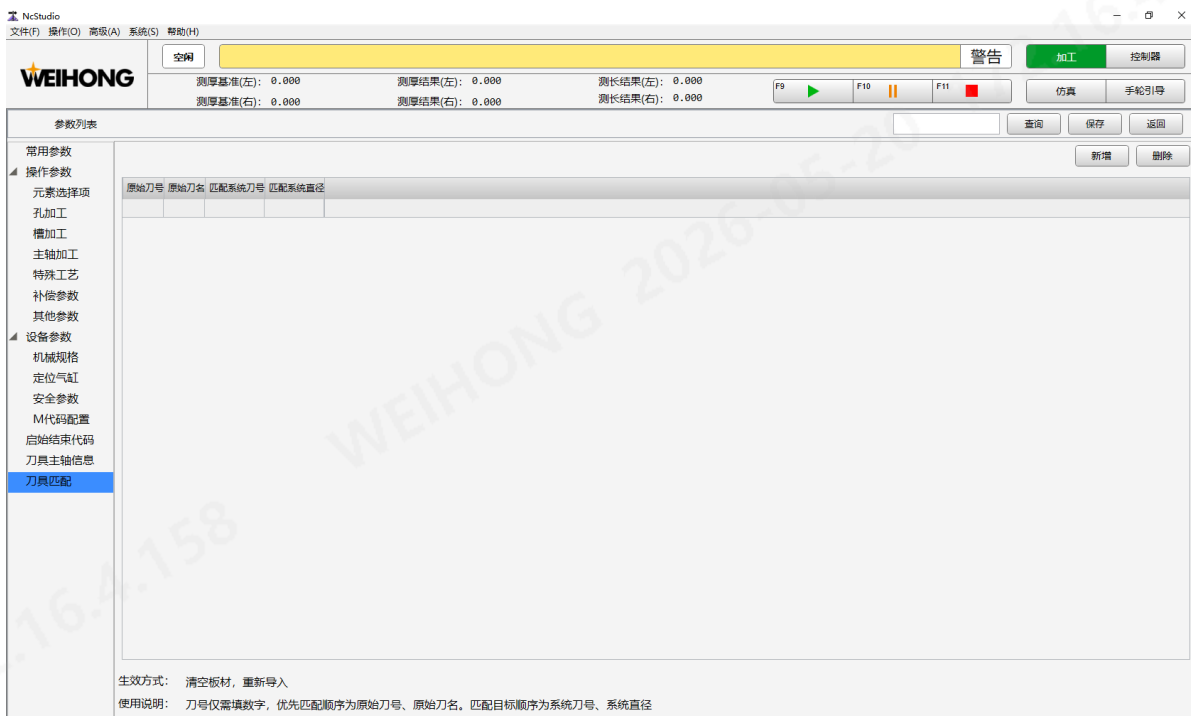 NcStudio
文件(F) 操作(O) 高级(A) 系统(S) 帮助(H)
WEIHONG
空闲
警告
加工 控制器
测厚基准(左): 0.000 测厚结果(左): 0.000 测长结果(左): 0.000
测厚基准(右): 0.000 测厚结果(右): 0.000 测长结果(右): 0.000
F9 F10 F11
仿真 手轮引导
参数列表
查询 保存 返回
新增 删除
常用参数
操作参数
元素选择项
孔加工
槽加工
主轴加工
特殊工艺
补偿参数
其他参数
设备参数
机械规格
定位气缸
安全参数
M代码配置
启始结束代码
刀具主轴信息
刀具匹配
原始刀号 原始刀名 匹配系统刀号 匹配系统直径
生效方式: 清空板材，重新导入
使用说明: 刀号仅需填数字，优先匹配顺序为原始刀号、原始刀名。匹配目标顺序为系统刀号、系统直径
WEIHONG 2026-05-20
.16.4.158